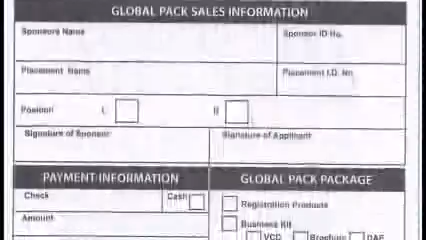 GLOBAL PACK SALES INFORMATION
Sponsors Name Sponsor ID No.
Placement Name Placement I.D. No
Position L R
Signature of Sponsor Signature of Applicant
PAYMENT INFORMATION GLOBAL PACK PACKAGE
Check Cash Registration Products
Amount Business Kit
VCD Brochure DAF